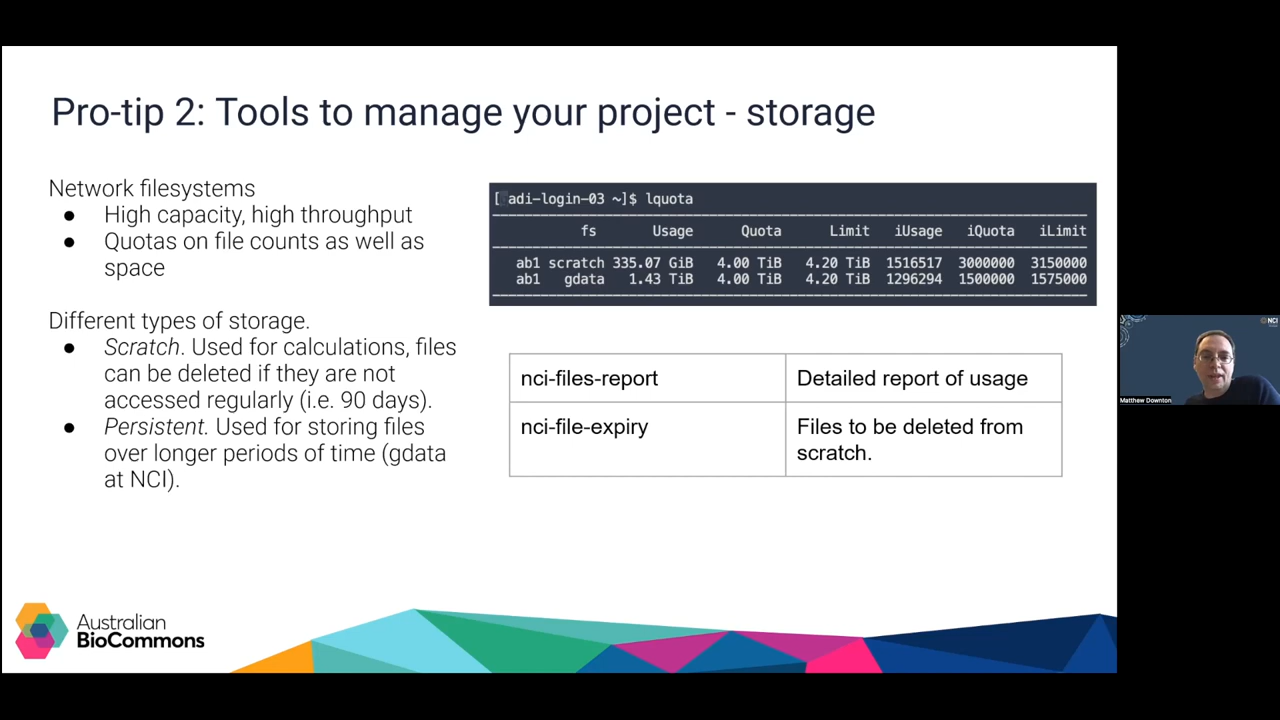 Pro-tip 2: Tools to manage your project - storage
Network filesystems
● High capacity, high throughput
● Quotas on file counts as well as
space
Different types of storage.
● Scratch. Used for calculations, files
can be deleted if they are not
accessed regularly (i.e. 90 days).
● Persistent. Used for storing files
over longer periods of time (gdata
at NCI).
[ adi-login-03 ~]$ lquota
fs Usage Quota Limit iUsage iQuota iLimit
ab1 scratch 335.07 GiB 4.00 TiB 4.20 TiB 1516517 3000000 3150000
ab1 gdata 1.43 TiB 4.00 TiB 4.20 TiB 1296294 1500000 1575000
nci-files-report Detailed report of usage
nci-file-expiry Files to be deleted from
scratch.
NCI
Matthew Downton
Australian
BioCommons